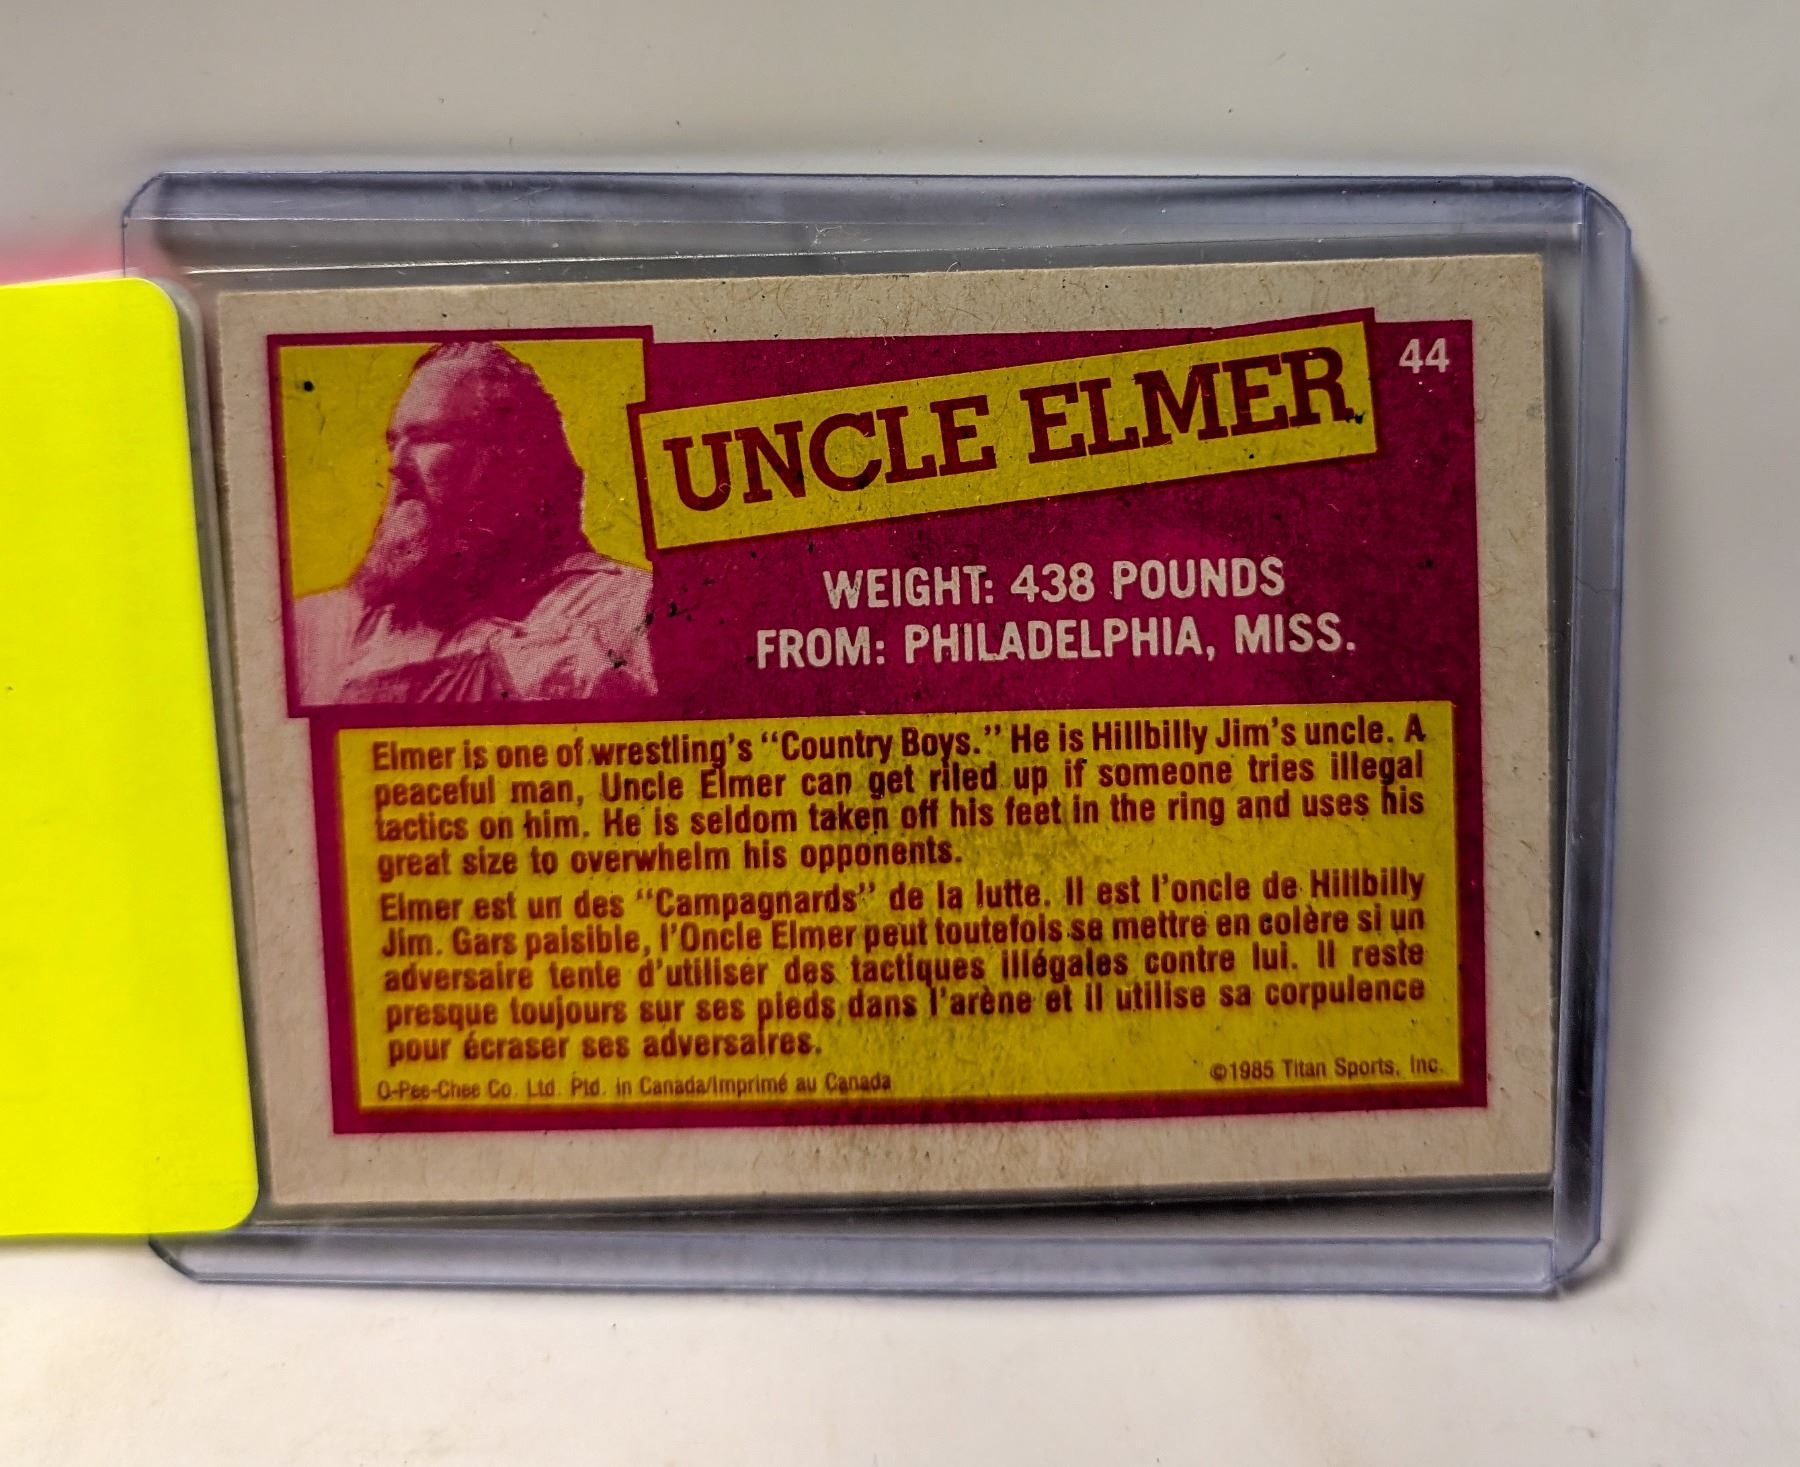 44
UNCLE ELMER
WEIGHT: 438 POUNDS
FROM: PHILADELPHIA, MISS.
Elmer is one of wrestling's "Country Boys." He is Hillbilly Jim's uncle. A
peaceful man, Uncle Elmer can get riled up if someone tries illegal
tactics on him. He is seldom taken off his feet in the ring and uses his
great size to overwhelm his opponents.
Elmer est un des "Campagnards" de la lutte. Il est l'oncle de Hillbilly
Jim. Gars paisible, l'Oncle Elmer peut toutefois se mettre en colère si un
adversaire tente d'utiliser des tactiques illégales contre lui. Il reste
presque toujours sur ses pieds dans l'arène et il utilise sa corpulence
pour écraser ses adversaires.
O-Pee-Chee Co. Ltd. Ptd. in Canada/Imprimé au Canada
©1985 Titan Sports, Inc.